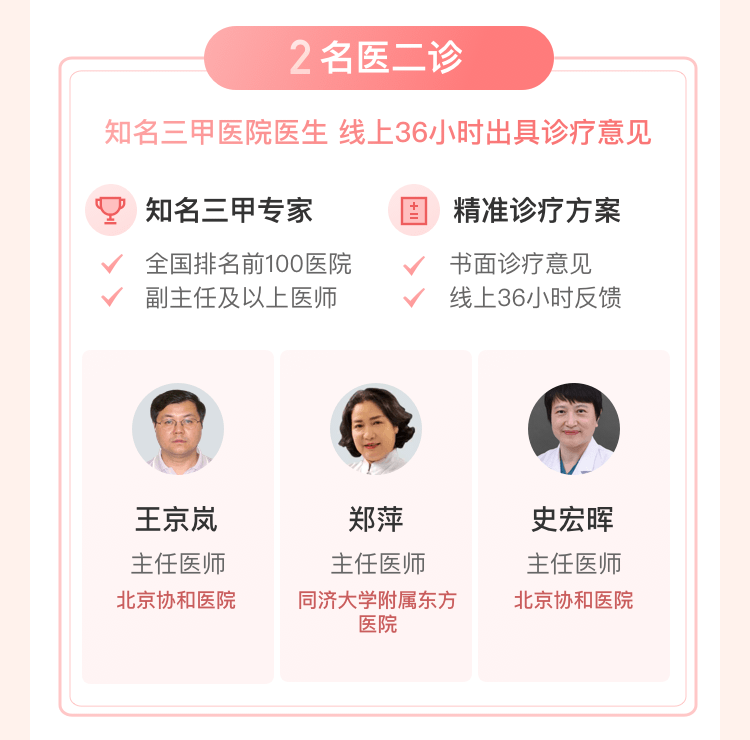 2 名医二诊
知名三甲医院医生 线上36小时出具诊疗意见
知名三甲专家
全国排名前100医院
副主任及以上医师
精准诊疗方案
书面诊疗意见
线上36小时反馈
王京岚
主任医师
北京协和医院
郑萍
主任医师
同济大学附属东方
医院
史宏晖
主任医师
北京协和医院